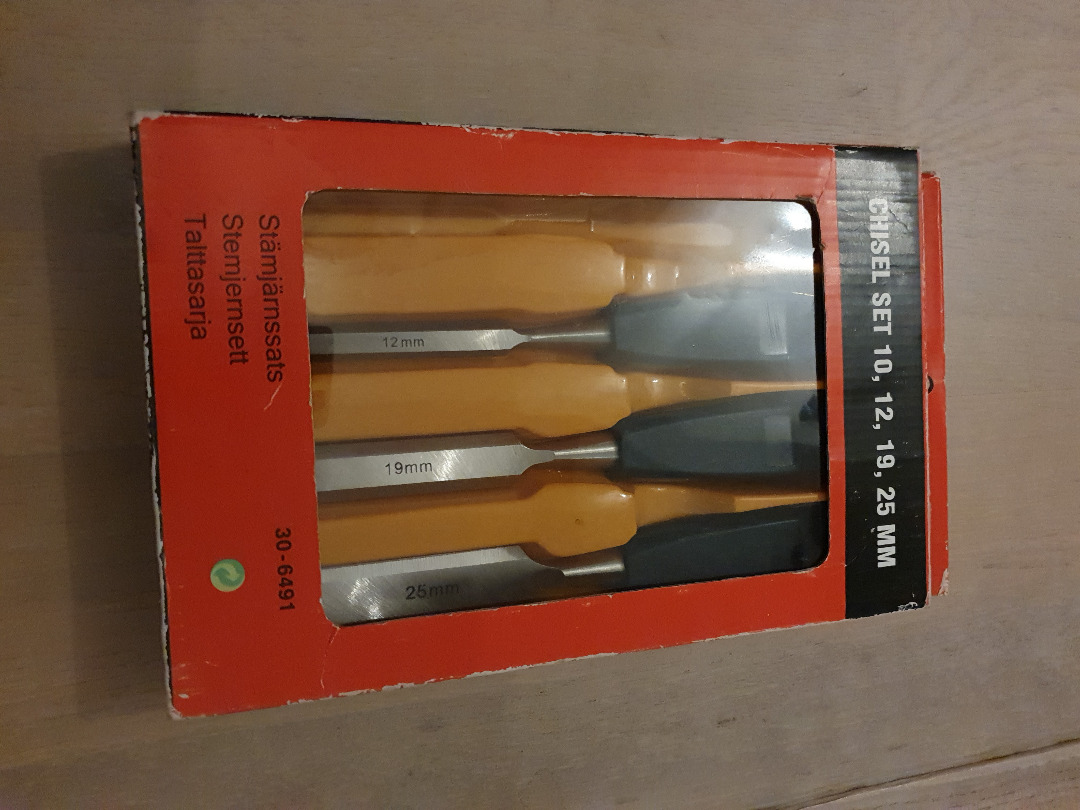 CHISEL SET 10, 12, 19, 25 MM
12mm
19mm
25mm
Stämjärnssats
Stemjernsett
Talttasarja
30-6491